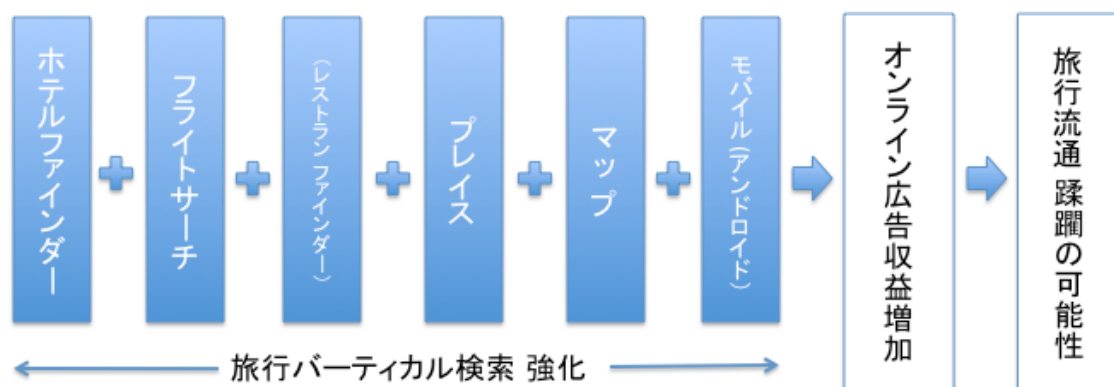 ホテルファインダー
フライトサーチ
（レストラン ファインダー）
プレイス
マップ
モバイル（アンドロイド）
オンライン広告収益増加
旅行流通 蹂躙の可能性
旅行バーティカル検索 強化